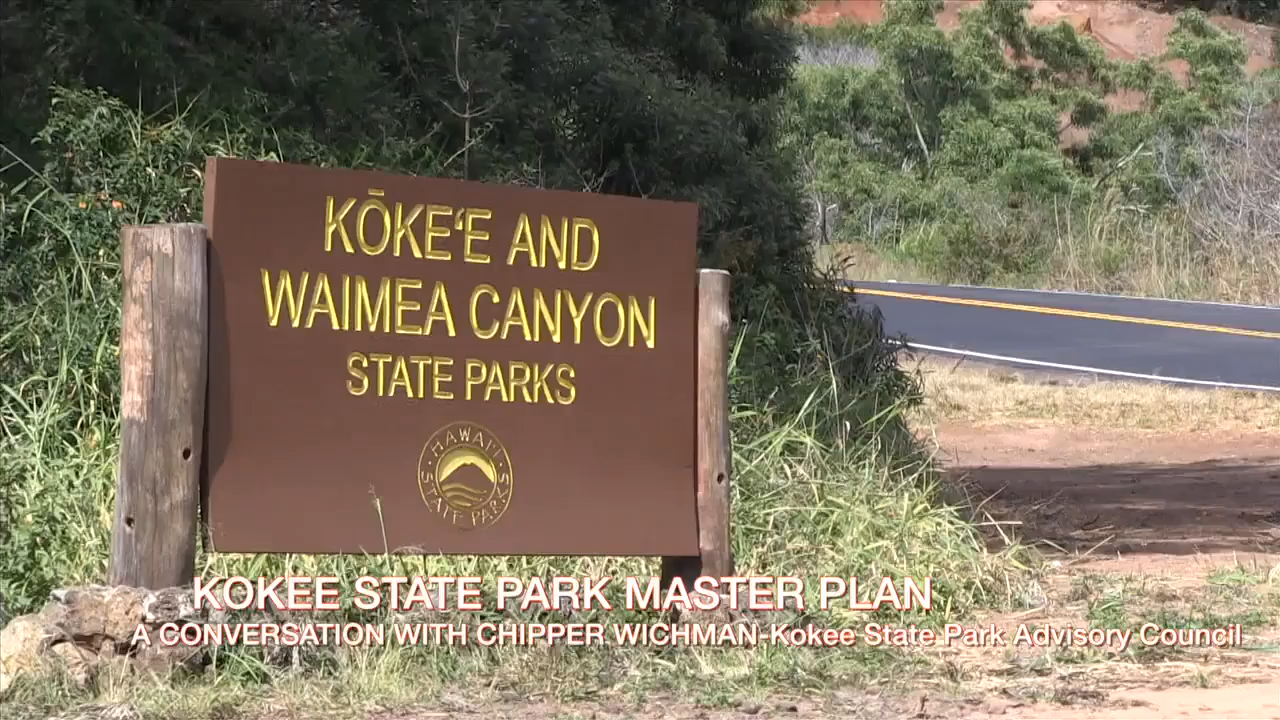 KŌKEʻE AND
WAIMEA CANYON
STATE PARKS
HAWAIʻI
STATE PARKS
KOKEE STATE PARK MASTER PLAN
A CONVERSATION WITH CHIPPER WICHMAN-Kokee State Park Advisory Council